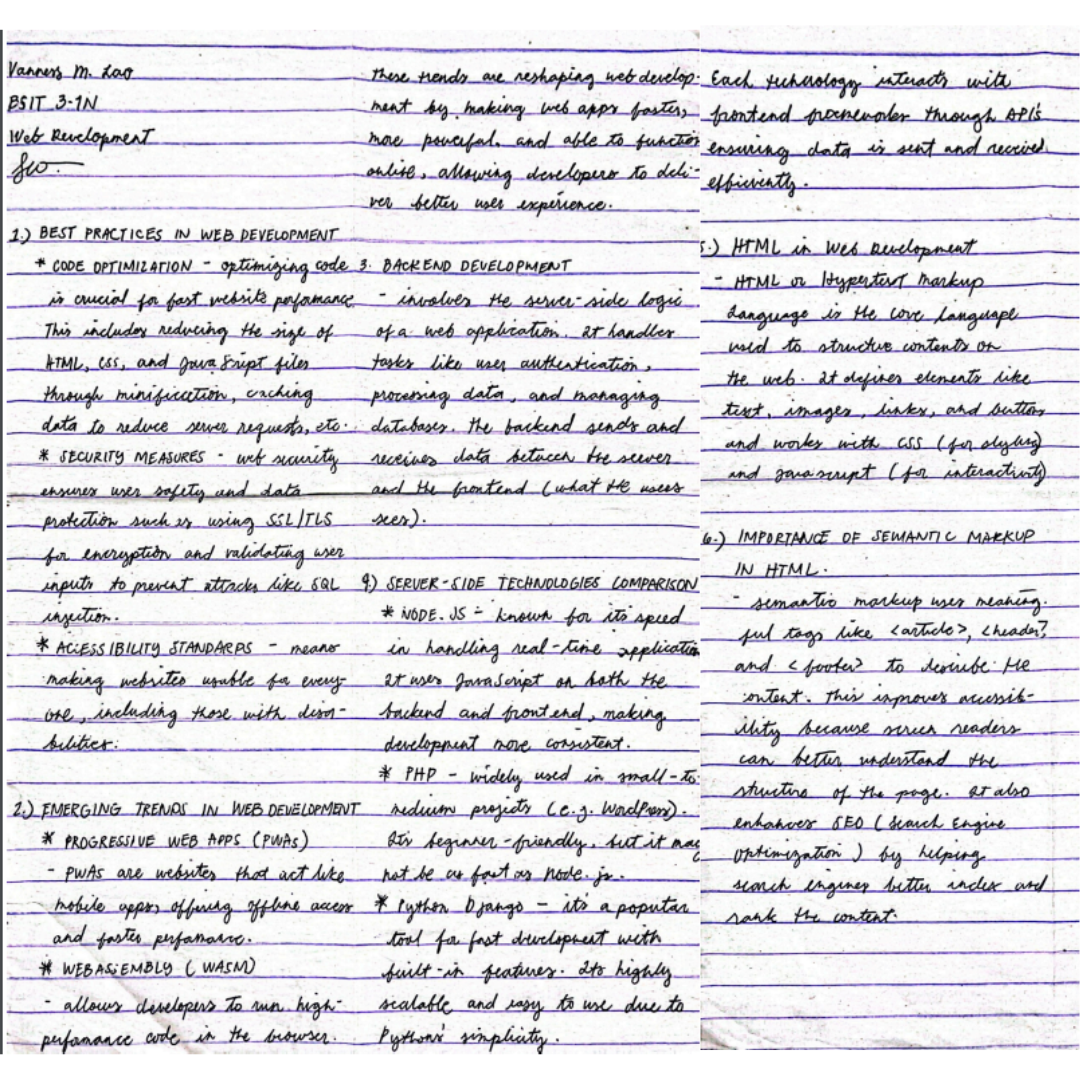 Vanness M. Lao
BSIT 3-1N
Web Development
1.) BEST PRACTICES IN WEB DEVELOPMENT
* CODE OPTIMIZATION - optimizing code
is crucial for fast website perfomance.
This includes reducing the size of
HTML, CSS, and JavaScript files
through minification, caching
data to reduce server requests, etc.
* SECURITY MEASURES - web security
ensures user safety and data
protection such as using SSL/TLS
for encryption and validating user
inputs to prevent attacks like SQL
injection.
* ACCESSIBILITY STANDARDS - means
making websites usable for every-
one, including those with disa-
bilities.
2.) EMERGING TRENDS IN WEB DEVELOPMENT
* PROGRESSIVE WEB APPS (PWAs)
- PWAs are websites that act like
mobile apps, offering offline access
and faster perfomance.
* WEBASSEMBLY (WASM)
- allows developers to run high-
perfomance code in the browser.
these trends are reshaping web develop-
ment by making web apps faster,
more powerful, and able to function
online, allowing developers to deli-
ver better user experience.
3. BACKEND DEVELOPMENT
- involves the server-side logic
of a web application. It handles
tasks like user authentication,
processing data, and managing
databases. the backend sends and
receives data between the server
and the frontend (what the users
sees).
4.) SERVER-SIDE TECHNOLOGIES COMPARISON
* NODE.JS - known for its speed
in handling real-time application
It uses JavaScript on both the
backend and frontend, making
development more consistent.
* PHP - widely used in small-to-
medium projects (e.g. WordPress).
Its beginner-friendly, but it may
not be as fast as node.js.
* Python Django - it's a popular
tool for fast development with
built-in features. Its highly
scalable and easy to use due to
Python's simplicity.
Each technology interacts with
frontend frameworks through API's
ensuring data is sent and received
efficiently.
5.) HTML in Web Development
- HTML or Hypertext Markup
Language is the core language
used to structure contents on
the web. It defines elements like
text, images, links, and button
and works with CSS (for styling)
and Javascript (for interactivity)
6.) IMPORTANCE OF SEMANTIC MARKUP
IN HTML.
- semantic markup uses meaning-
ful tags like <article>, <header>,
and <footer> to describe the
ontent. This improves accessib-
ility because screen readers
can better understand the
structure of the page. It also
enhances SEO (Search Engine
Optimization) by helping
search engines better index and
rank the content.